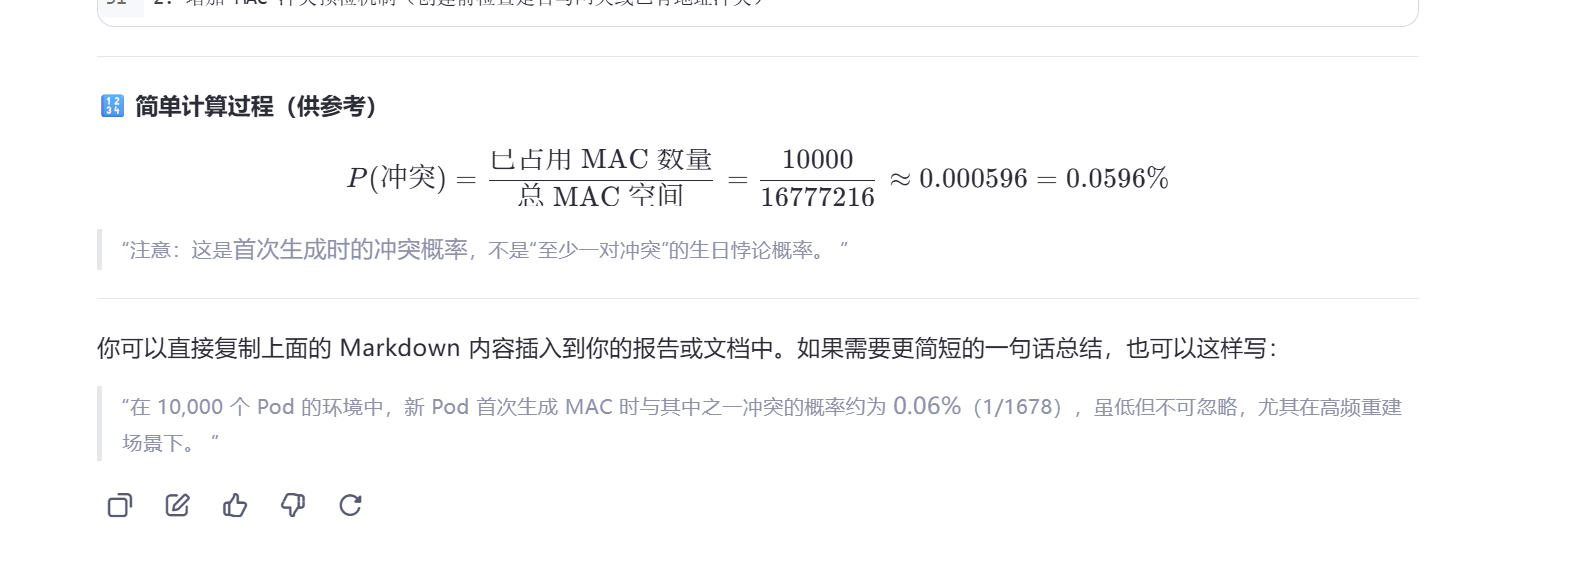 简单计算过程（供参考）
P(冲突) = 已占用 MAC 数量 / 总 MAC 空间 = 10000 / 16777216 ≈ 0.000596 = 0.0596%
“注意：这是首次生成时的冲突概率，不是“至少一对冲突”的生日悖论概率。 ”
你可以直接复制上面的 Markdown 内容插入到你的报告或文档中。如果需要更简短的一句话总结，也可以这样写：
“在 10,000 个 Pod 的环境中，新 Pod 首次生成 MAC 时与其中之一冲突的概率约为 0.06%（1/1678），虽低但不可忽略，尤其在高频重建
场景下。 ”